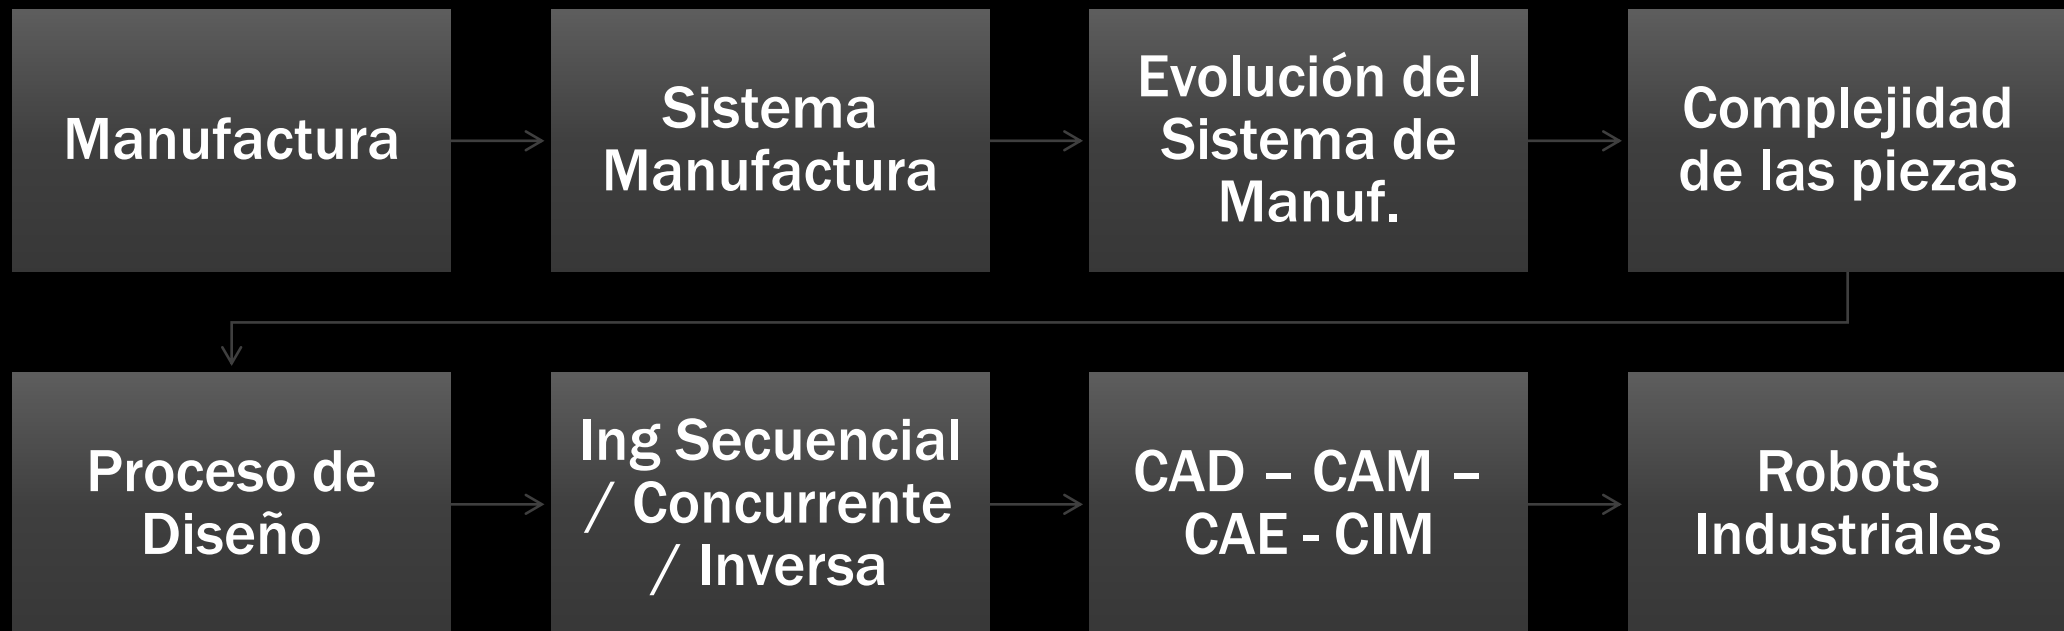 Manufactura
Sistema
Manufactura
Evolución del
Sistema de
Manuf.
Complejidad
de las piezas
Proceso de
Diseño
Ing Secuencial
/ Concurrente
/ Inversa
CAD – CAM –
CAE - CIM
Robots
Industriales